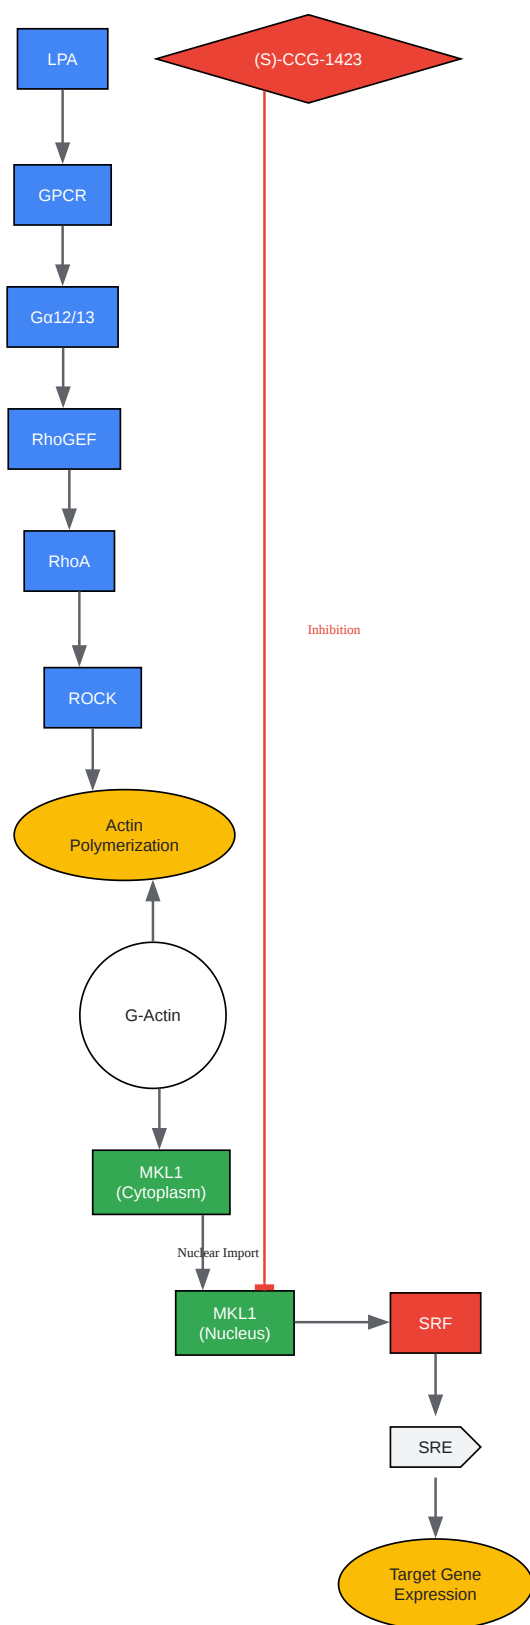 LPA
(S)-CCG-1423
GPCR
Gα12/13
RhoGEF
RhoA
Inhibition
ROCK
Actin
Polymerization
G-Actin
MKL1
(Cytoplasm)
Nuclear Import
MKL1
(Nucleus)
SRF
SRE
Target Gene
Expression